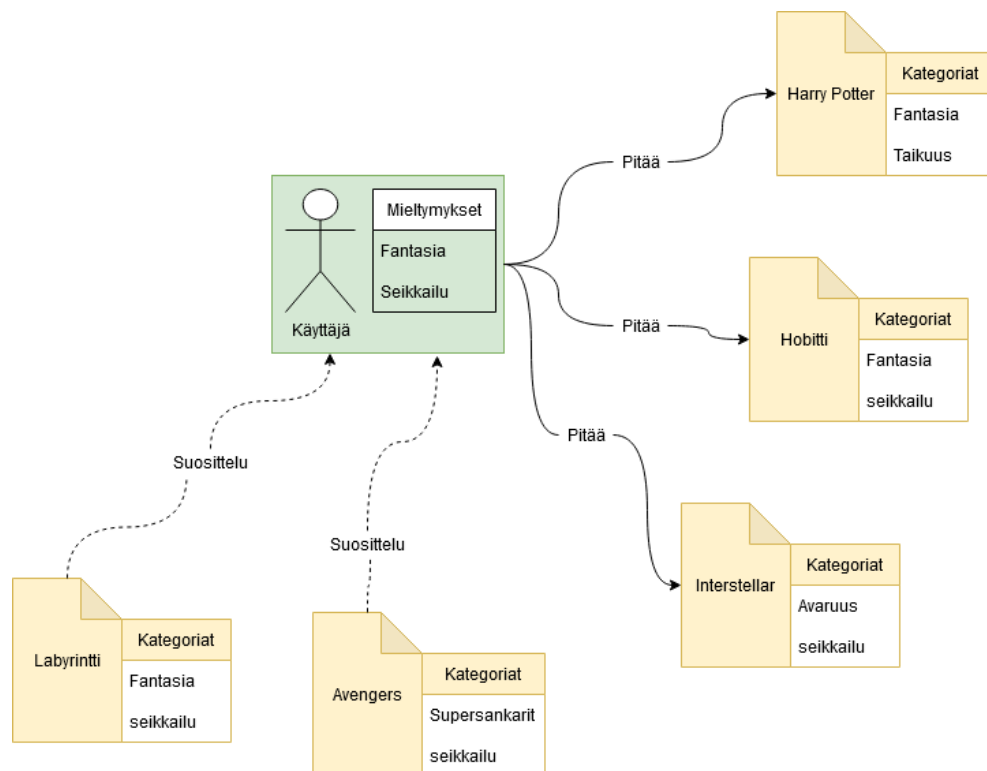 Harry Potter
Kategoriat
Fantasia
Taikuus
Pitää
Mieltymykset
Fantasia
Seikkailu
Käyttäjä
Pitää
Hobitti
Kategoriat
Fantasia
seikkailu
Pitää
Suosittelu
Suosittelu
Interstellar
Kategoriat
Avaruus
seikkailu
Labyrintti
Kategoriat
Fantasia
seikkailu
Avengers
Kategoriat
Supersankarit
seikkailu